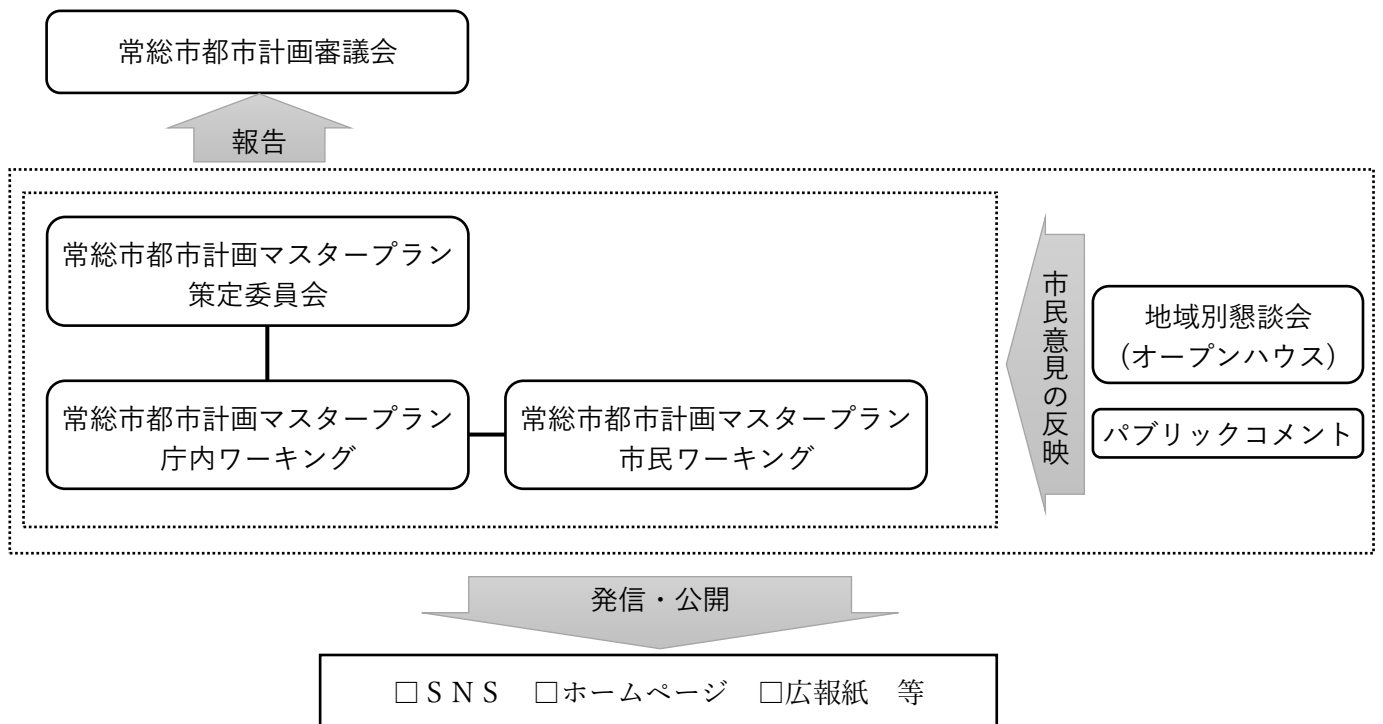 常総市都市計画審議会
報告
常総市都市計画マスタープラン
策定委員会
常総市都市計画マスタープラン
庁内ワーキング
常総市都市計画マスタープラン
市民ワーキング
市民意見の反映
地域別懇談会
(オープンハウス)
パブリックコメント
発信・公開
□ＳＮＳ　□ホームページ　□広報紙　等